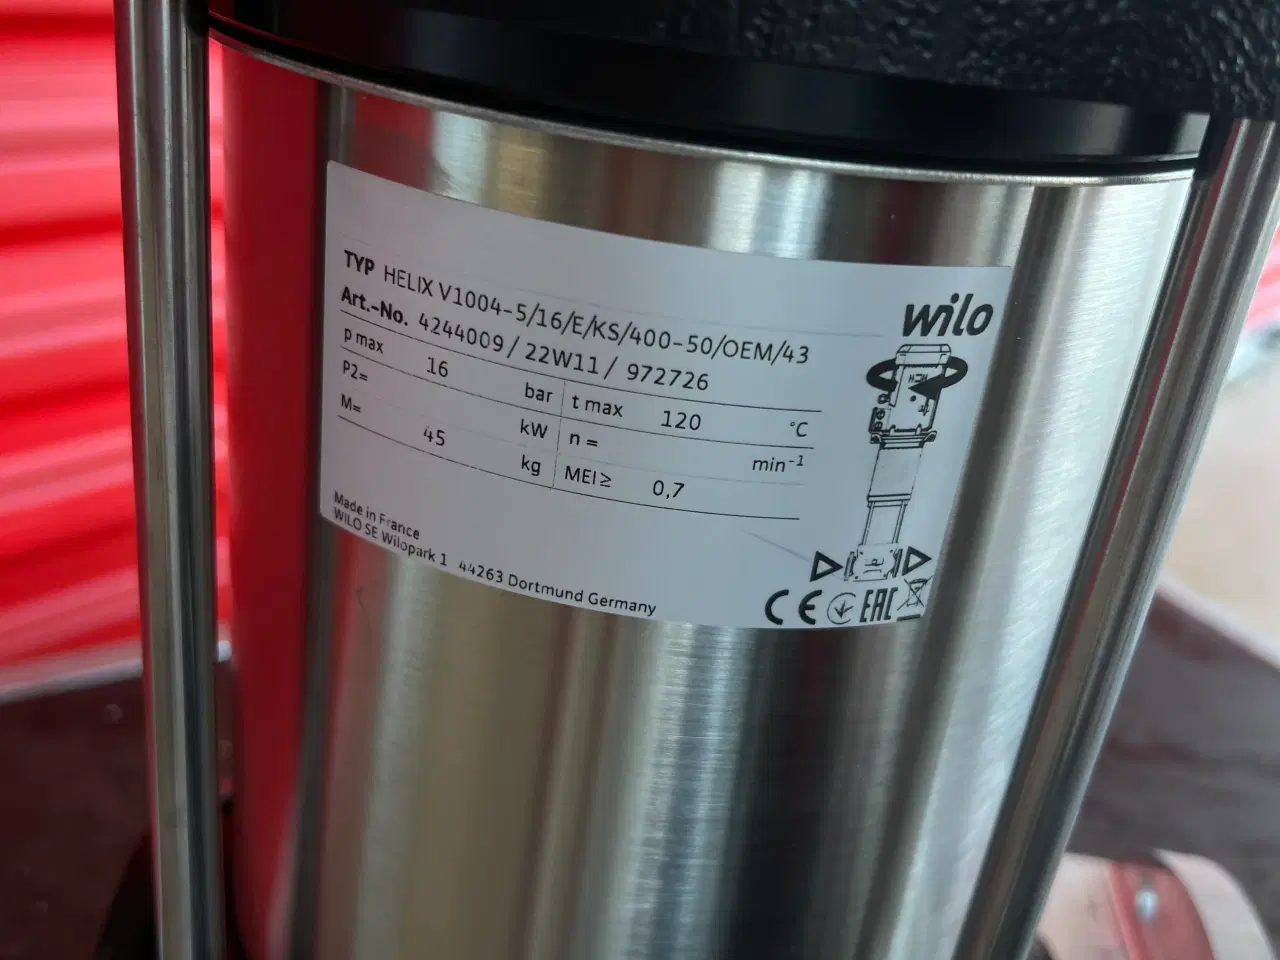 wilo
TYP HELIX V1004-5/16/E/KS/400-50/OEM/43
Art.-No. 4244009 / 22W11 / 972726
p max 16 bar t max 120 °C
P2= kW n = min⁻¹
M= 45 kg MEI≥ 0,7
Made in France
WILO SE Wilopark 1 44263 Dortmund Germany
CE EAC